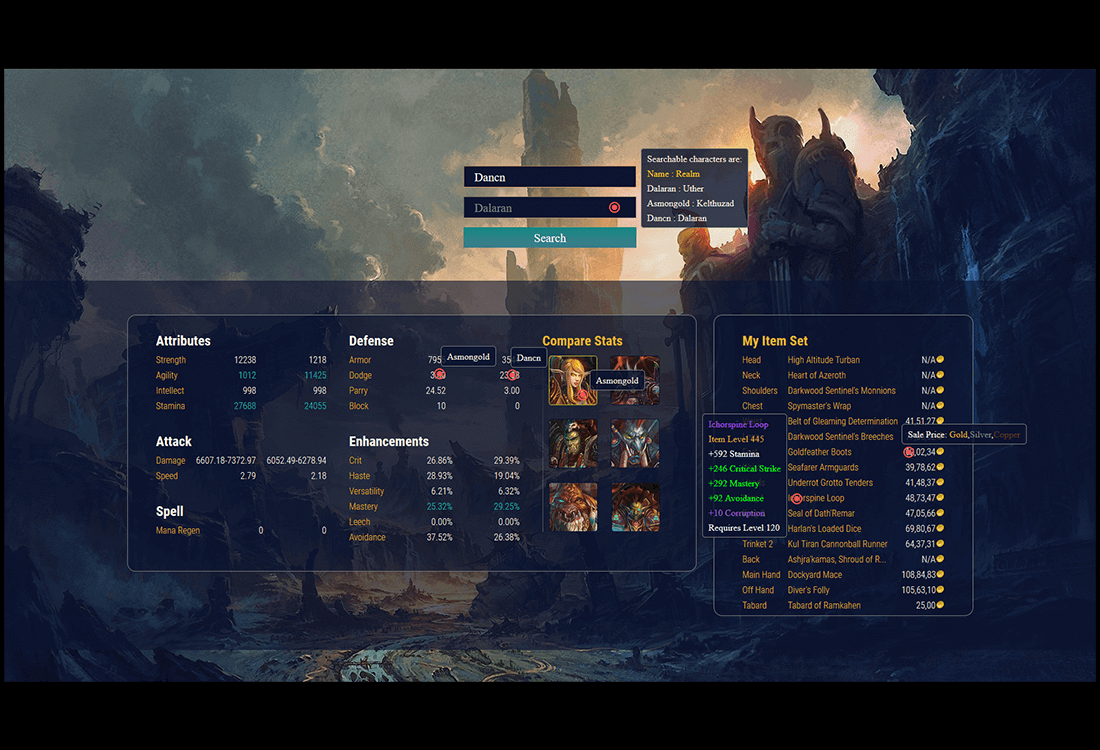 Dancn
Dalaran
Search
Searchable characters are:
Name : Realm
Dalaran : Uther
Asmongold : Kelthuzad
Dancn : Dalaran
Attributes
Strength 12238 1218
Agility 1012 11425
Intellect 998 998
Stamina 27688 24055
Attack
Damage 6607.18-7372.97 6052.49-6278.94
Speed 2.79 2.18
Spell
Mana Regen 0 0
Defense
Armor
Asmongold
Dancn
Dodge
Parry 24.52 3.00
Block 10 0
Enhancements
Crit 26.86% 29.39%
Haste 28.93% 19.04%
Versatility 6.21% 6.32%
Mastery 25.32% 29.25%
Leech 0.00% 0.00%
Avoidance 37.52% 26.38%
Compare Stats
Asmongold
My Item Set
Head High Altitude Turban N/A
Neck Heart of Azeroth N/A
Shoulders Darkwood Sentinel's Monnions N/A
Chest Spymaster's Wrap N/A
Belt of Gleaming Determination 41,51,27
Darkwood Sentinel's Breeches
Sale Price: Gold,Silver,Copper
Goldfeather Boots
Seafarer Armguards 39,78,62
Underrot Grotto Tenders 41,48,37
Loop 48,73,47
Seal of Dath'Remar 47,05,66
Harlan's Loaded Dice 69,80,67
Trinket 2 Kul Tiran Cannonball Runner 64,37,31
Back Ashjra'kamas, Shroud of R... N/A
Main Hand Dockyard Mace 108,84,83
Off Hand Diver's Folly 105,63,10
Tabard Tabard of Ramkahen 25,00
Ichorspine Loop
Item Level 445
+592 Stamina
+246 Critical Strike
+292 Mastery
+92 Avoidance
+10 Corruption
Requires Level 120